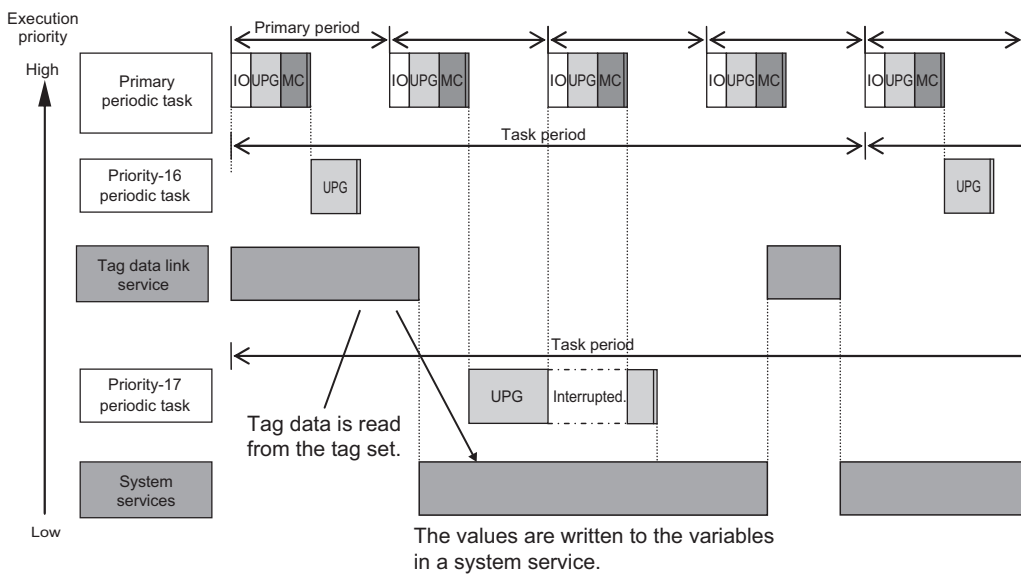 Execution
priority
High
Low
Primary period
Primary
periodic task
IO UPG MC
IO UPG MC
IO UPG MC
IO UPG MC
IO UPG MC
Task period
Priority-16
periodic task
UPG
UPG
Tag data link
service
Task period
Priority-17
periodic task
UPG
Interrupted.
Tag data is read
from the tag set.
System
services
The values are written to the variables
in a system service.